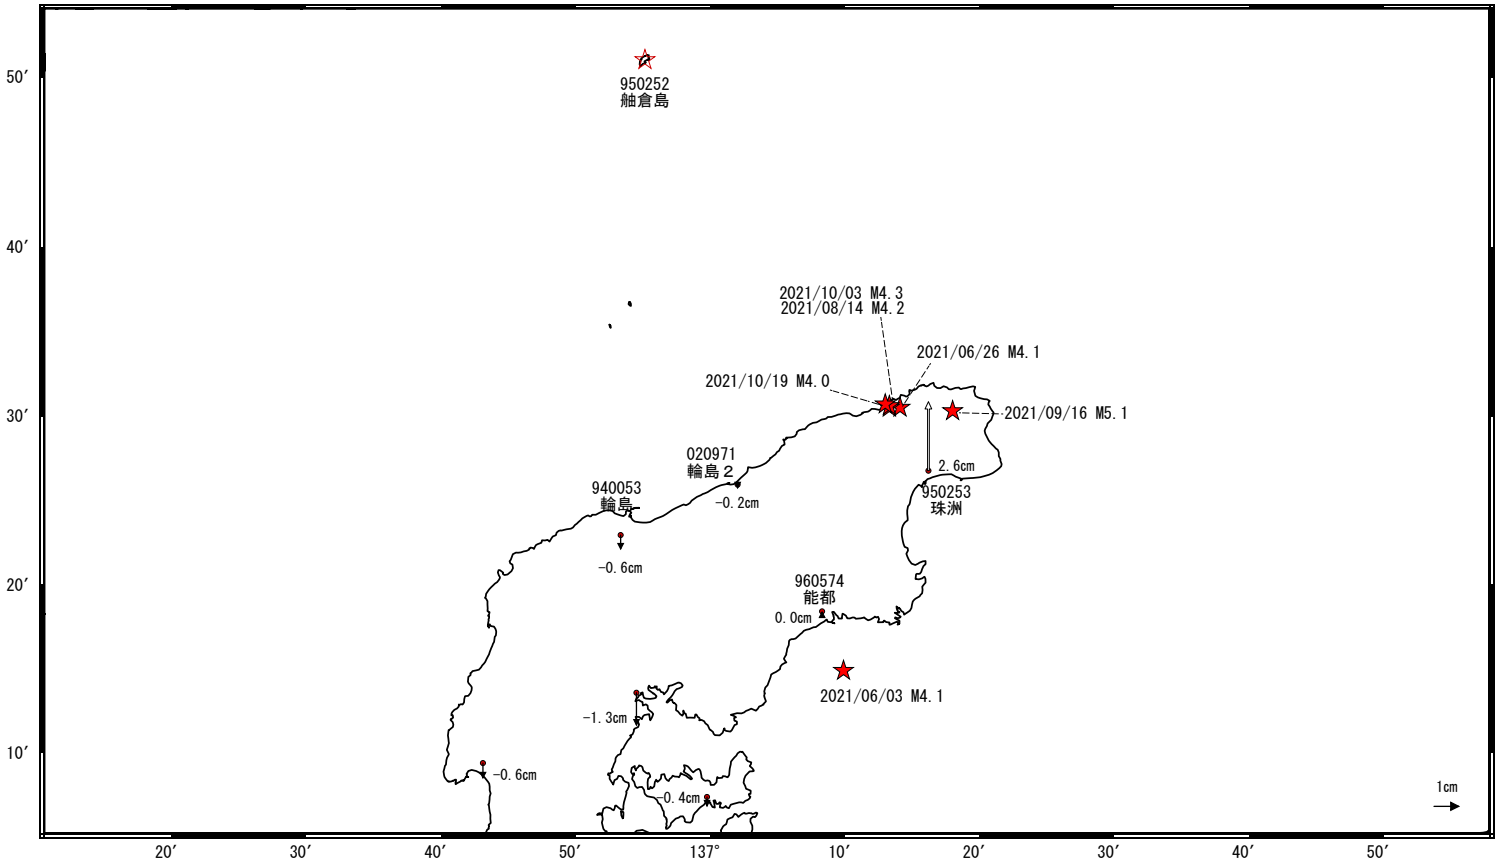 50′
950252
舳倉島
40′
2021/10/03 M4.3
2021/08/14 M4.2
2021/06/26 M4.1
2021/10/19 M4.0
30′
2021/09/16 M5.1
020971
輪島２
2.6cm
940053
輪島
950253
珠洲
-0.2cm
-0.6cm
20′
960574
能都
0.0cm
2021/06/03 M4.1
-1.3cm
10′
-0.6cm
-0.4cm
1cm
20′ 30′ 40′ 50′ 137° 10′ 20′ 30′ 40′ 50′